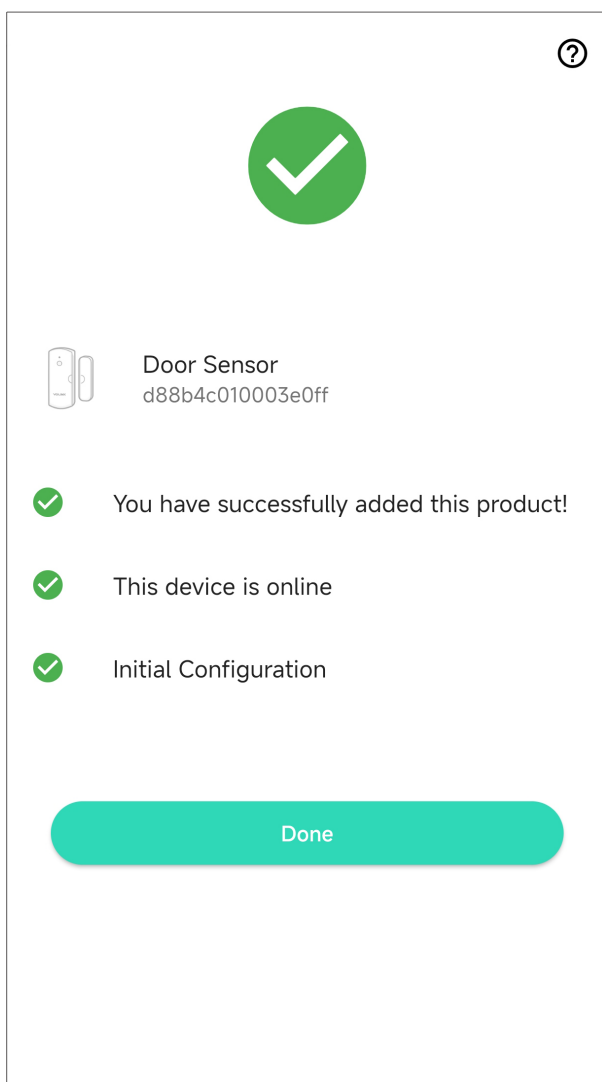 Door Sensor
d88b4c010003e0ff
You have successfully added this product!
This device is online
Initial Configuration
Done